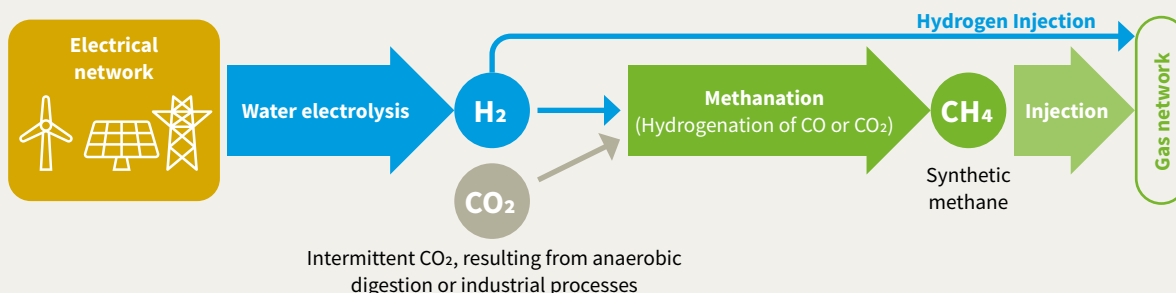 Hydrogen Injection
Electrical
network
Water electrolysis
H₂
Methanation
(Hydrogenation of CO or CO₂)
CH₄
Injection
Gas network
CO₂
Synthetic
methane
Intermittent CO₂, resulting from anaerobic
digestion or industrial processes